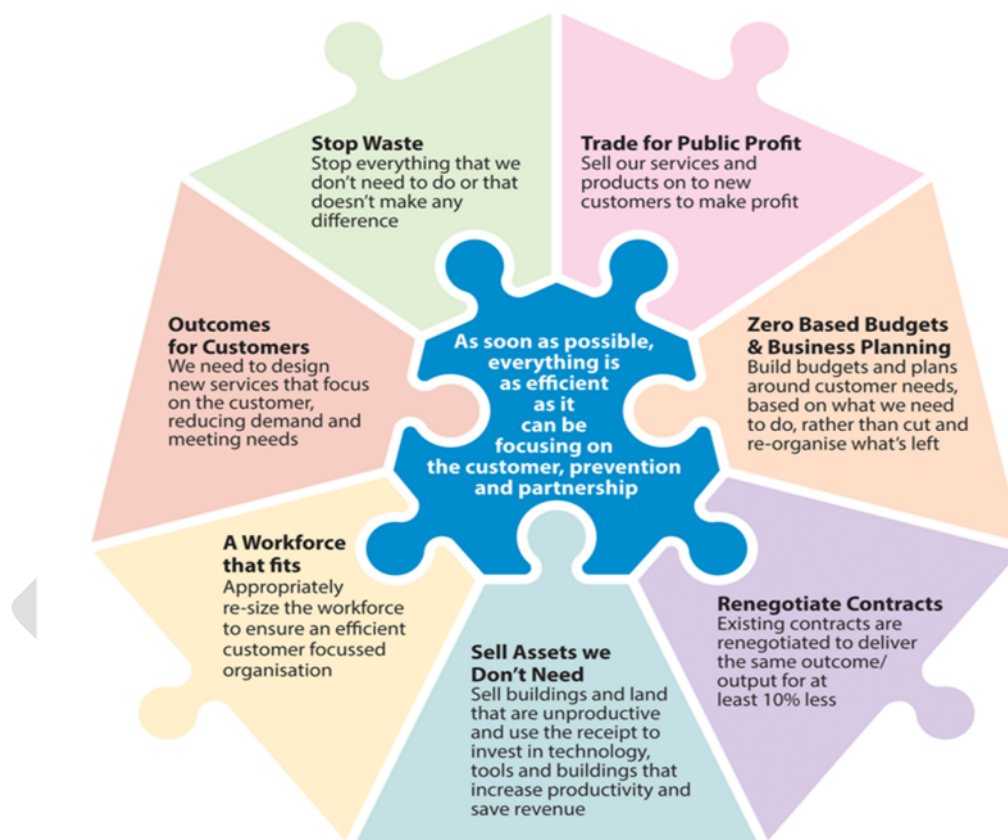 Stop Waste
Stop everything that we
don't need to do or that
doesn't make any
difference
Trade for Public Profit
Sell our services and
products on to new
customers to make profit
Outcomes
for Customers
We need to design
new services that focus
on the customer,
reducing demand and
meeting needs
As soon as possible,
everything is
as efficient
as it
can be
focusing on
the customer, prevention
and partnership
Zero Based Budgets
& Business Planning
Build budgets and plans
around customer needs,
based on what we need
to do, rather than cut and
re-organise what's left
A Workforce
that fits
Appropriately
re-size the workforce
to ensure an efficient
customer focussed
organisation
Sell Assets we
Don't Need
Sell buildings and land
that are unproductive
and use the receipt to
invest in technology,
tools and buildings that
increase productivity and
save revenue
Renegotiate Contracts
Existing contracts are
renegotiated to deliver
the same outcome/
output for at
least 10% less